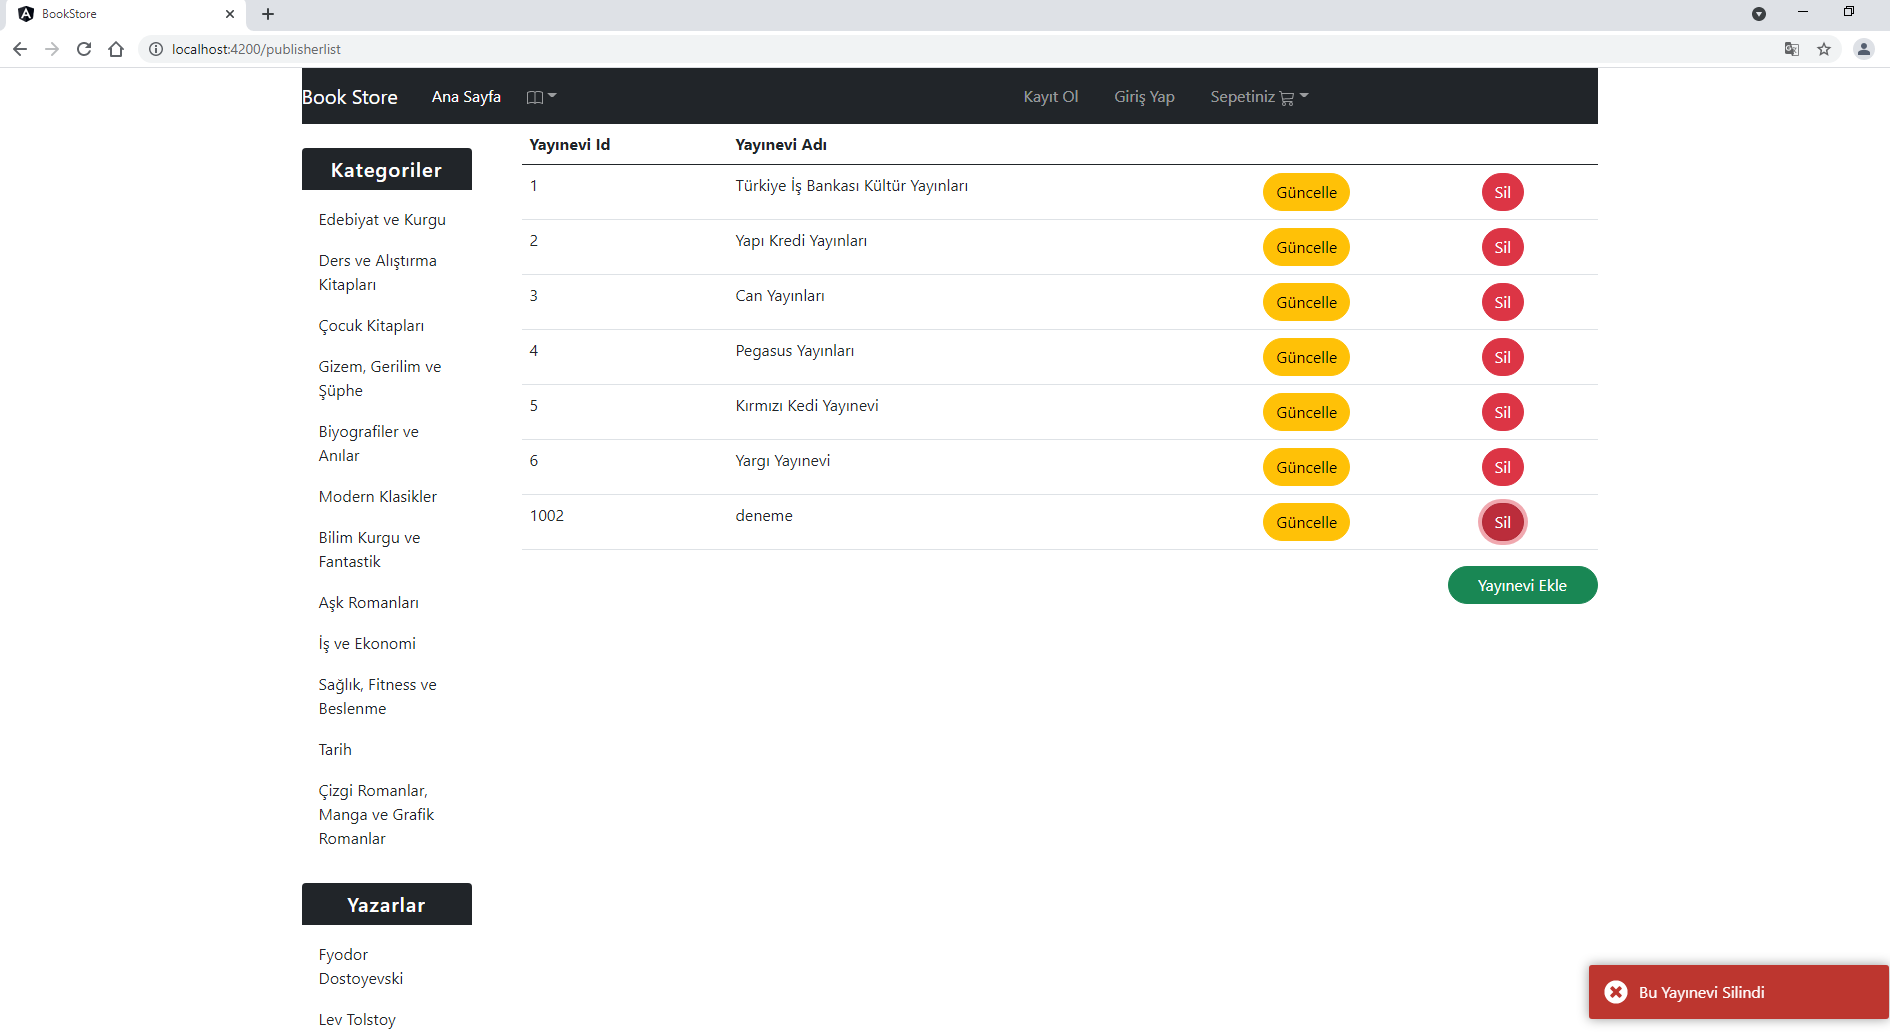 BookStore
localhost:4200/publisherlist
Book Store Ana Sayfa Kayıt Ol Giriş Yap Sepetiniz
Kategoriler
Edebiyat ve Kurgu
Ders ve Alıştırma
Kitapları
Çocuk Kitapları
Gizem, Gerilim ve
Şüphe
Biyografiler ve
Anılar
Modern Klasikler
Bilim Kurgu ve
Fantastik
Aşk Romanları
İş ve Ekonomi
Sağlık, Fitness ve
Beslenme
Tarih
Çizgi Romanlar,
Manga ve Grafik
Romanlar
Yazarlar
Fyodor
Dostoyevski
Lev Tolstoy
Yayınevi Id Yayınevi Adı
1 Türkiye İş Bankası Kültür Yayınları Güncelle Sil
2 Yapı Kredi Yayınları Güncelle Sil
3 Can Yayınları Güncelle Sil
4 Pegasus Yayınları Güncelle Sil
5 Kırmızı Kedi Yayınevi Güncelle Sil
6 Yargı Yayınevi Güncelle Sil
1002 deneme Güncelle Sil
Yayınevi Ekle
Bu Yayınevi Silindi